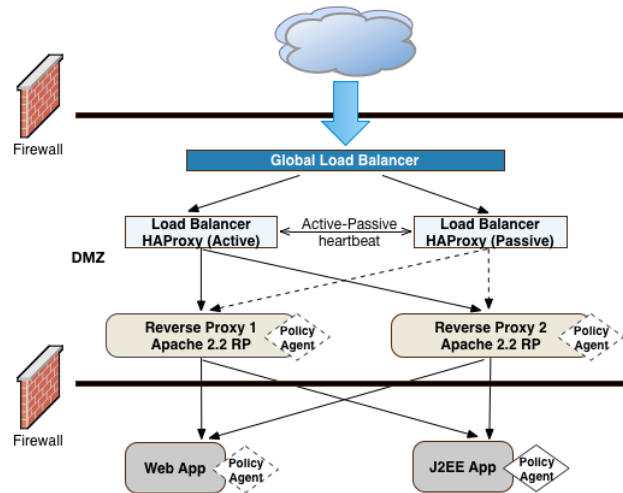 Firewall
Global Load Balancer
Load Balancer
HAProxy (Active)
Active-Passive
heartbeat
Load Balancer
HAProxy (Passive)
DMZ
Reverse Proxy 1
Apache 2.2 RP
Policy
Agent
Reverse Proxy 2
Apache 2.2 RP
Policy
Agent
Firewall
Web App
Policy
Agent
J2EE App
Policy
Agent